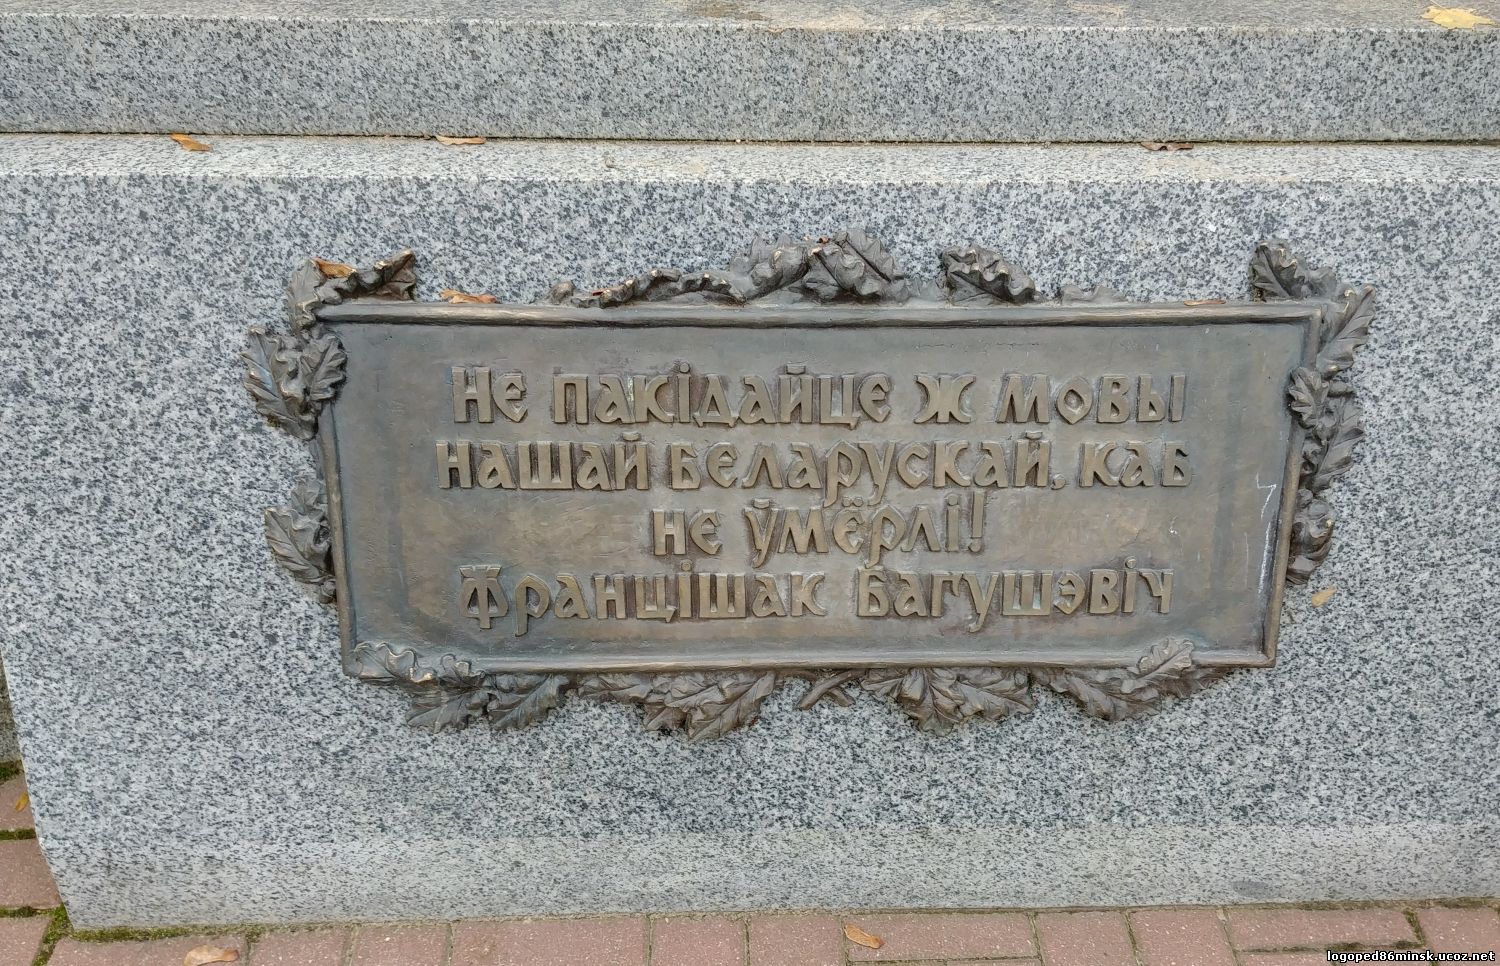 Не пакідайце ж мовы
нашай беларускай, каб
не ўмёрлі!
Францішак Багушэвіч
logoped86minsk.ucoz.net